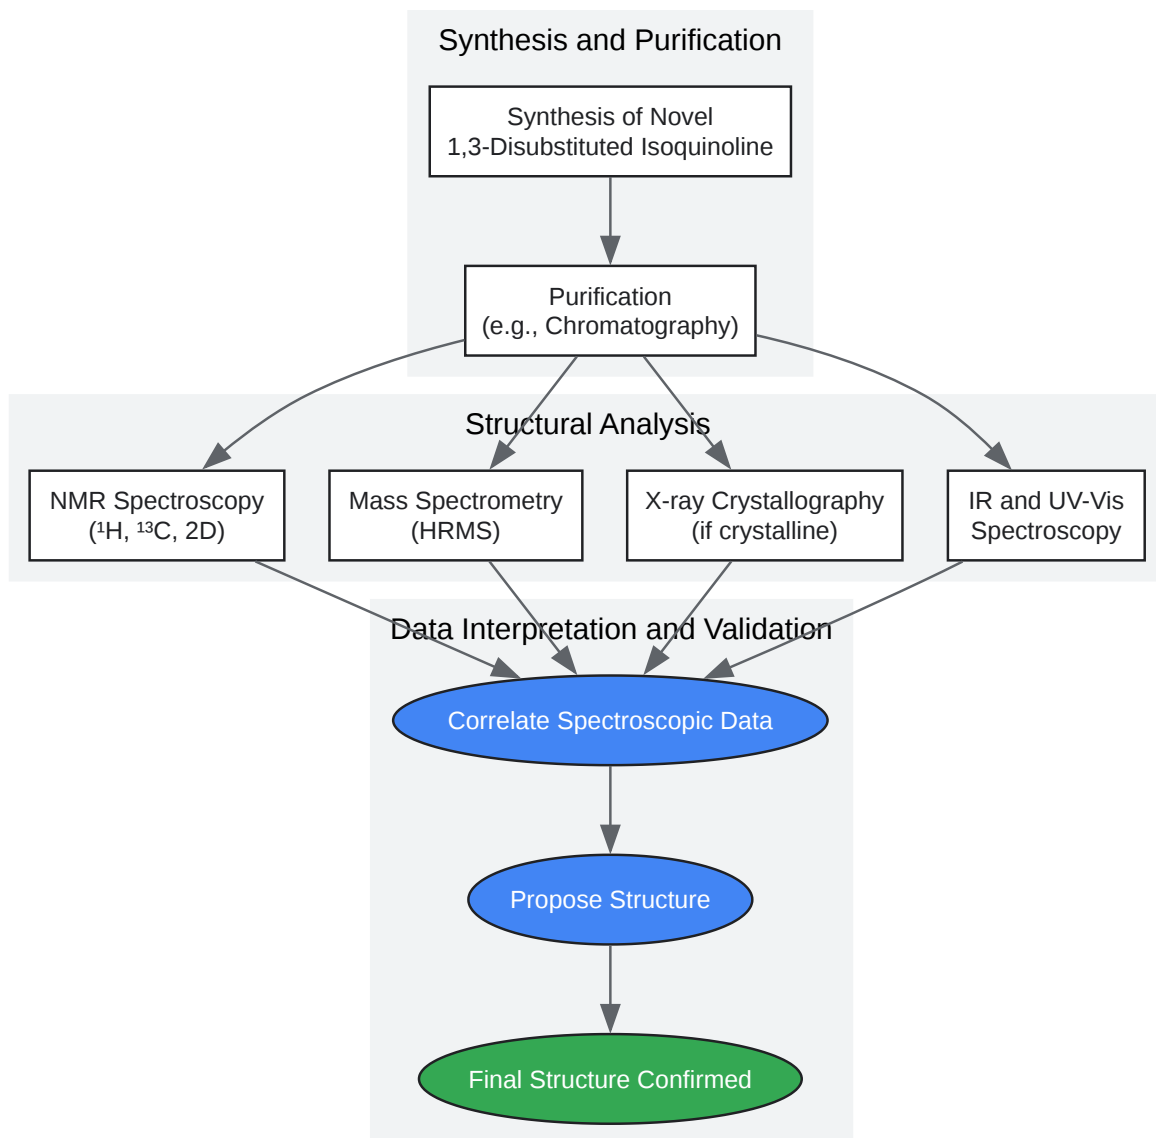 Synthesis and Purification
Synthesis of Novel
1,3-Disubstituted Isoquinoline
Purification
(e.g., Chromatography)
Structural Analysis
NMR Spectroscopy
(¹H, ¹³C, 2D)
Mass Spectrometry
(HRMS)
X-ray Crystallography
(if crystalline)
IR and UV-Vis
Spectroscopy
Data Interpretation and Validation
Correlate Spectroscopic Data
Propose Structure
Final Structure Confirmed